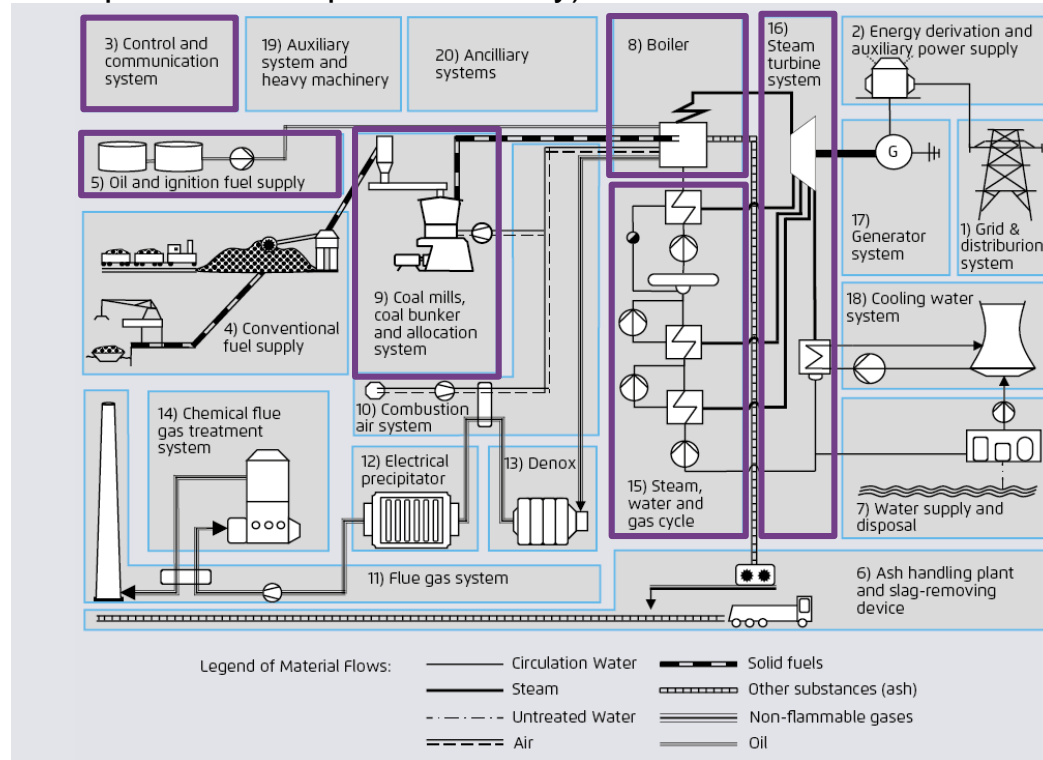 3) Control and
communication
system
19) Auxiliary
system and
heavy machinery
20) Ancilliary
systems
8) Boiler
16)
Steam
turbine
system
2) Energy derivation and
auxiliary power supply
5) Oil and ignition fuel supply
G
17)
Generator
system
1) Grid &
distriburion
system
4) Conventional
fuel supply
9) Coal mills,
coal bunker
and allocation
system
18) Cooling water
system
10) Combustion
air system
14) Chemical flue
gas treatment
system
12) Electrical
precipitator
13) Denox
15) Steam,
water and
gas cycle
7) Water supply and
disposal
11) Flue gas system
6) Ash handling plant
and slag-removing
device
Legend of Material Flows:
Circulation Water
Steam
Untreated Water
Air
Solid fuels
Other substances (ash)
Non-flammable gases
Oil